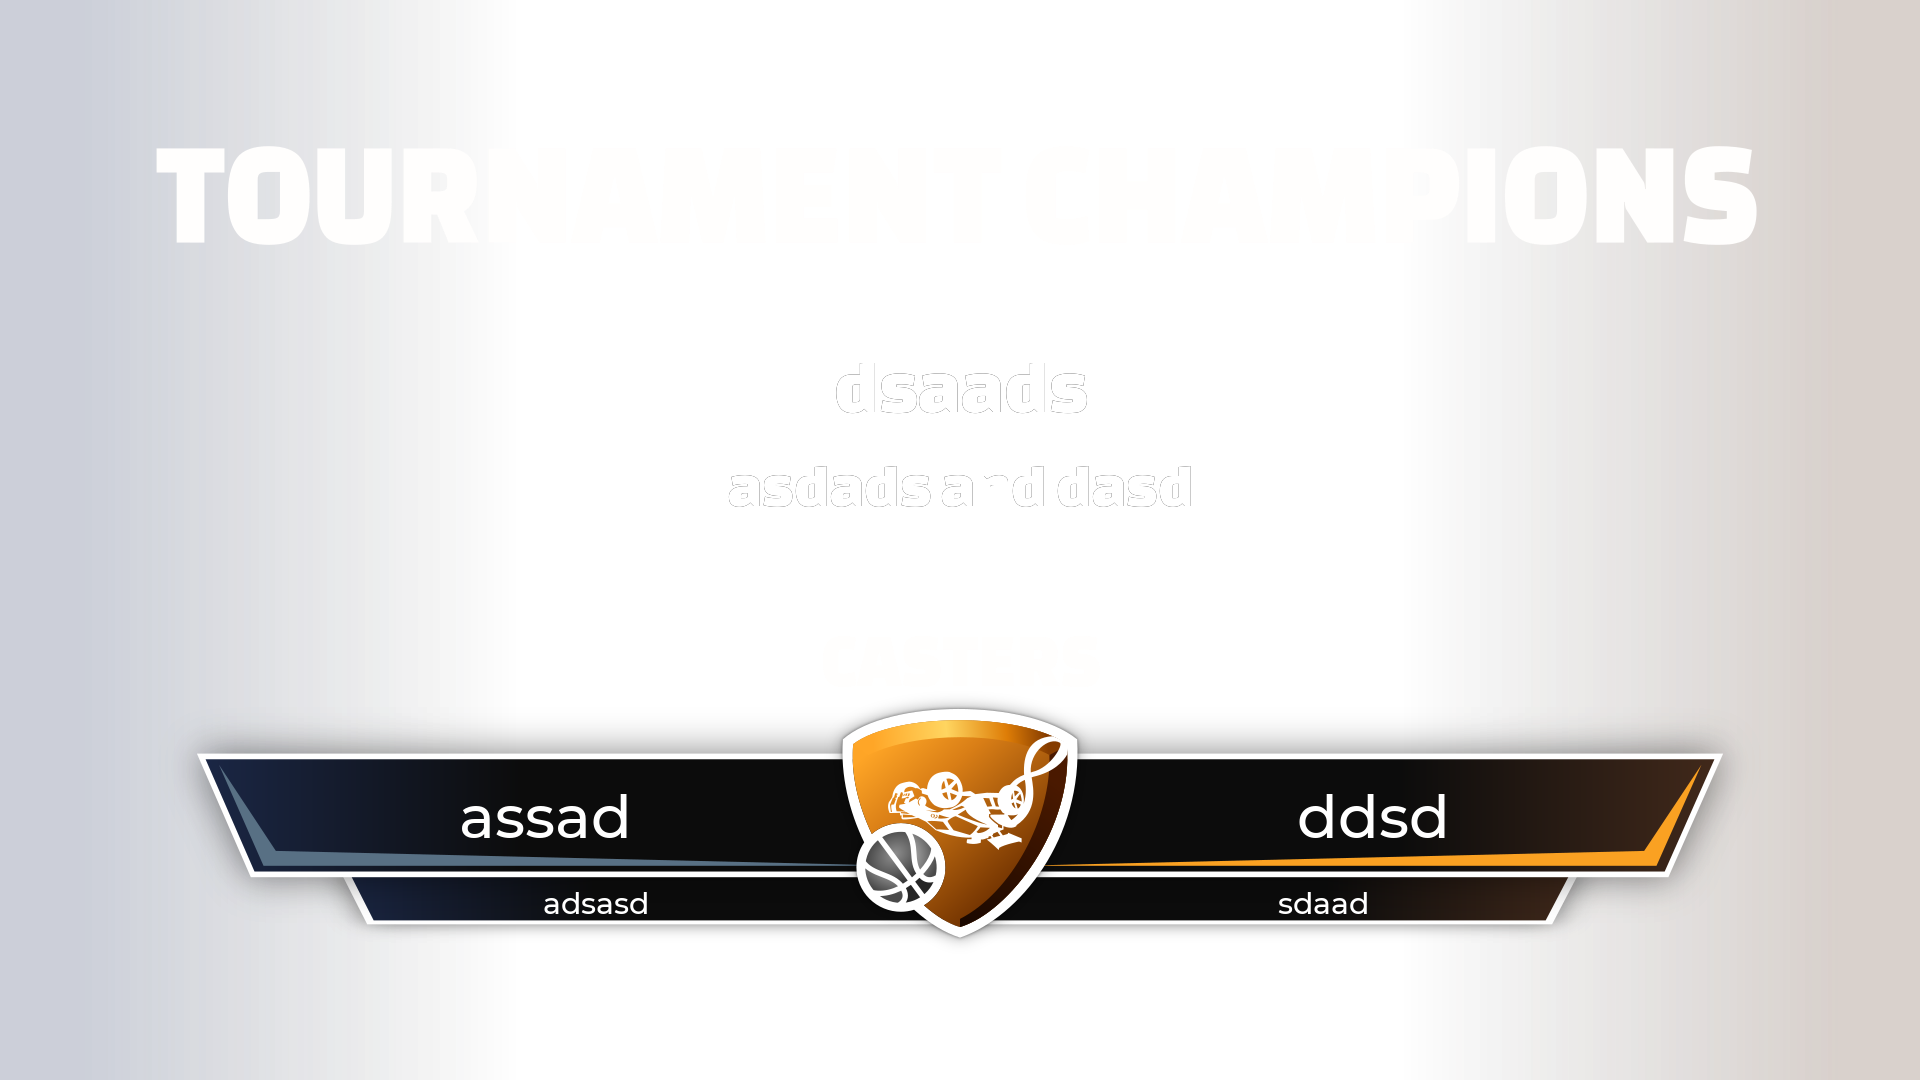 TOURNAMENT CHAMPIONS
dsaads
asdads and dasd
CASTERS
assad
ddsd
adsasd
sdaad